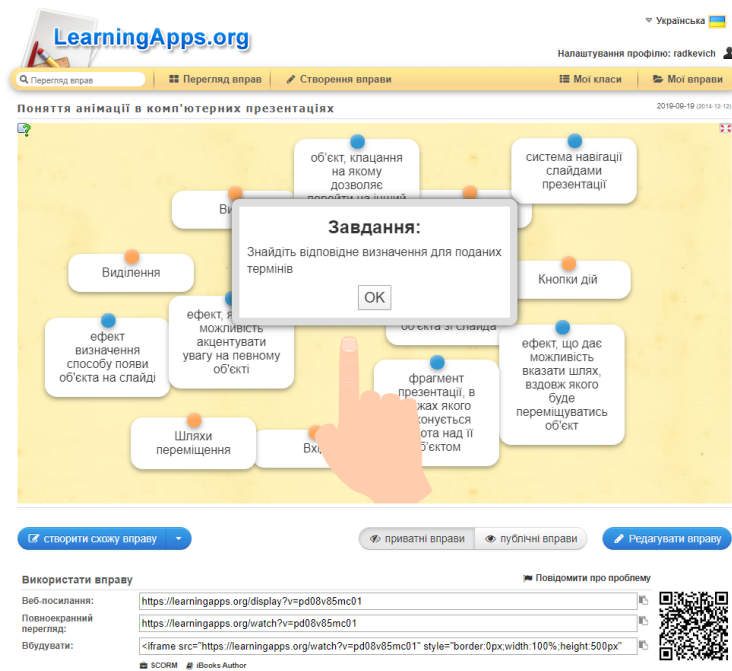 LearningApps.org
Українська
Налаштування профілю: radkevich
Перегляд вправ
Перегляд вправ
Створення вправи
Мої класи
Мої вправи
Поняття анімації в комп'ютерних презентаціях
2019-09-19 (2014-12-12)
об'єкт, клацання
на якому
дозволяє
перейти на інший
система навігації
слайдами
презентації
Завдання:
Знайдіть відповідне визначення для поданих
термінів
OK
Виділення
Кнопки дій
ефект
визначення
способу появи
об'єкта на слайді
можливість
акцентувати
увагу на певному
об'єкті
об'єкта зі слайда
ефект, що дає
можливість
вказати шлях,
вздовж якого
буде
переміщуватись
об'єкт
фрагмент
презентації, в
Шляхи
переміщення
створити схожу вправу
приватні вправи
публічні вправи
Редагувати вправу
Використати вправу
Повідомити про проблему
Веб-посилання:
https://learningapps.org/display?v=pd08v85mc01
Повноекранний
перегляд:
https://learningapps.org/watch?v=pd08v85mc01
Вбудувати:
<iframe src="https://learningapps.org/watch?v=pd08v85mc01" style="border:0px;width:100%;height:500px"
SCORM
iBooks Author